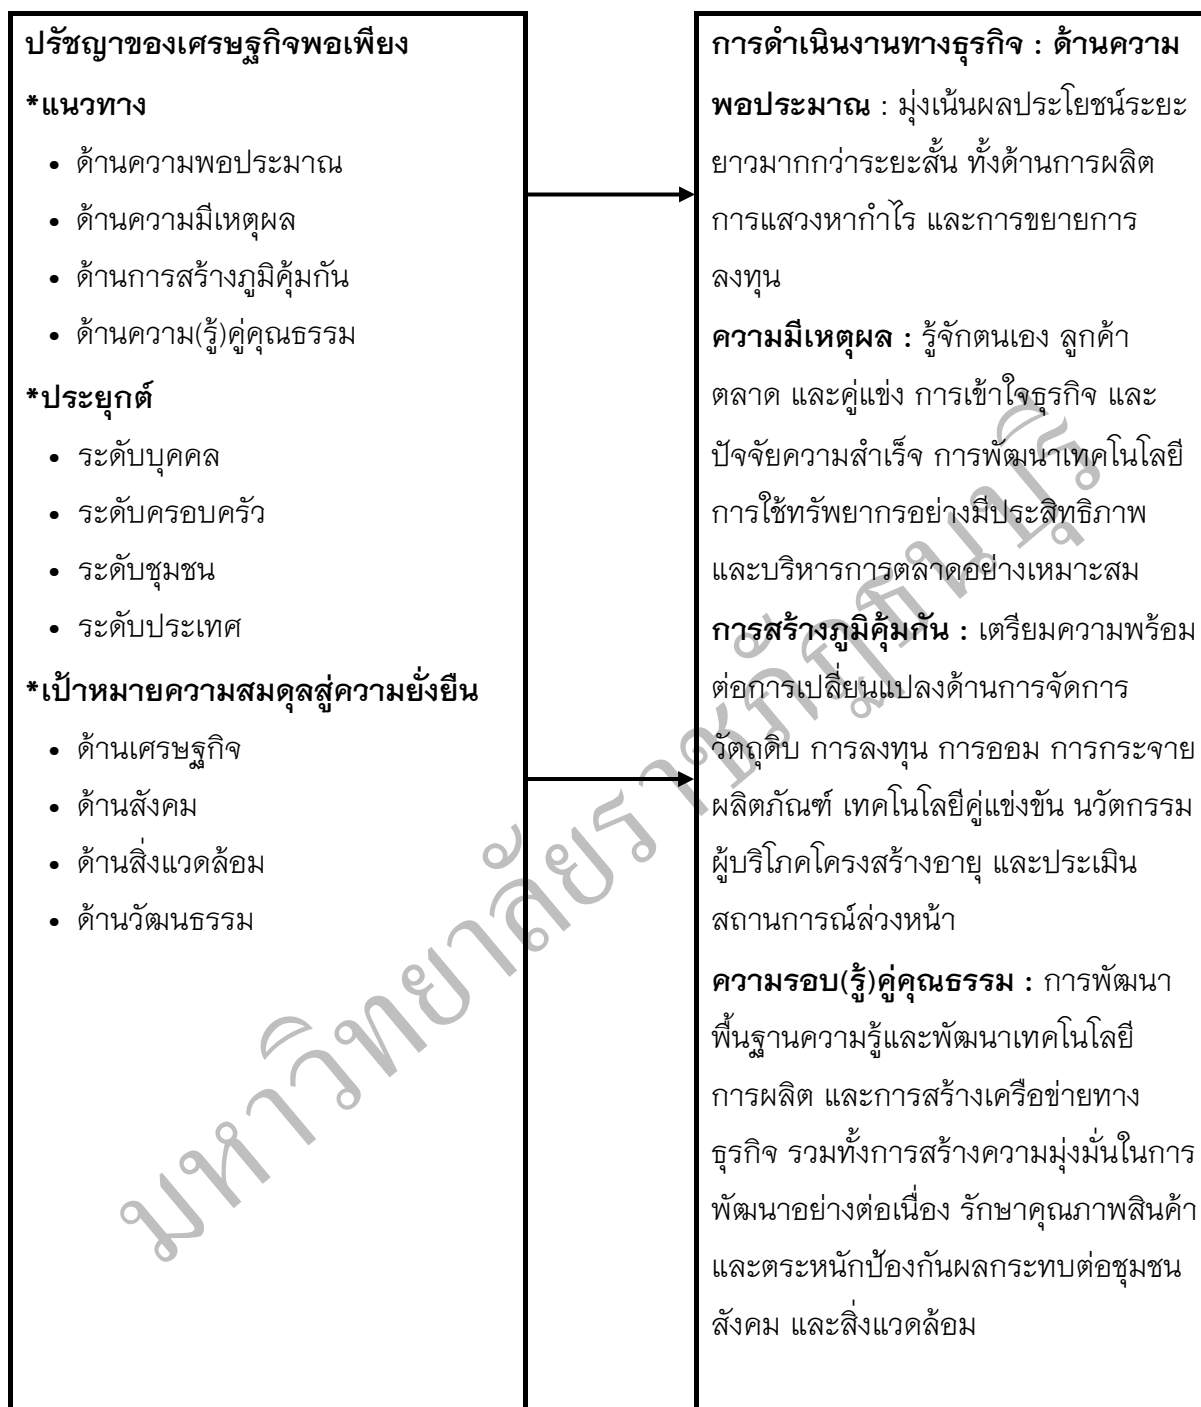 ปรัชญาของเศรษฐกิจพอเพียง
*แนวทาง
• ด้านความพอประมาณ
• ด้านความมีเหตุผล
• ด้านการสร้างภูมิคุ้มกัน
• ด้านความ(รู้)คู่คุณธรรม
*ประยุกต์
• ระดับบุคคล
• ระดับครอบครัว
• ระดับชุมชน
• ระดับประเทศ
*เป้าหมายความสมดุลสู่ความยั่งยืน
• ด้านเศรษฐกิจ
• ด้านสังคม
• ด้านสิ่งแวดล้อม
• ด้านวัฒนธรรม
การดำเนินงานทางธุรกิจ : ด้านความ
พอประมาณ : มุ่งเน้นผลประโยชน์ระยะ
ยาวมากกว่าระยะสั้น ทั้งด้านการผลิต
การแสวงหากำไร และการขยายการ
ลงทุน
ความมีเหตุผล : รู้จักตนเอง ลูกค้า
ตลาด และคู่แข่ง การเข้าใจธุรกิจ และ
ปัจจัยความสำเร็จ การพัฒนาเทคโนโลยี
การใช้ทรัพยากรอย่างมีประสิทธิภาพ
และบริหารการตลาดอย่างเหมาะสม
การสร้างภูมิคุ้มกัน : เตรียมความพร้อม
ต่อการเปลี่ยนแปลงด้านการจัดการ
วัตถุดิบ การลงทุน การออม การกระจาย
ผลิตภัณฑ์ เทคโนโลยีคู่แข่งขัน นวัตกรรม
ผู้บริโภคโครงสร้างอายุ และประเมิน
สถานการณ์ล่วงหน้า
ความรอบ(รู้)คู่คุณธรรม : การพัฒนา
พื้นฐานความรู้และพัฒนาเทคโนโลยี
การผลิต และการสร้างเครือข่ายทาง
ธุรกิจ รวมทั้งการสร้างความมุ่งมั่นในการ
พัฒนาอย่างต่อเนื่อง รักษาคุณภาพสินค้า
และตระหนักป้องกันผลกระทบต่อชุมชน
สังคม และสิ่งแวดล้อม
มหาวิทยาลัยราชภัฏธนบุรี